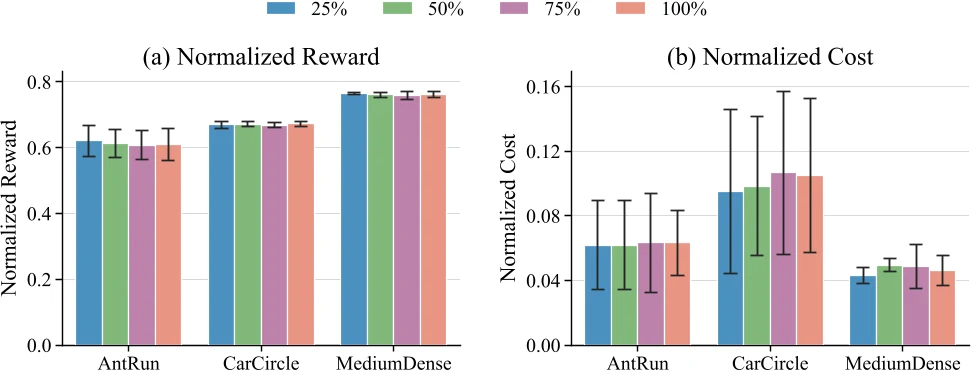 25% 50% 75% 100%
(a) Normalized Reward
Normalized Reward
0.8
0.6
0.4
0.2
0.0
AntRun CarCircle MediumDense
(b) Normalized Cost
Normalized Cost
0.16
0.12
0.08
0.04
0.00
AntRun CarCircle MediumDense